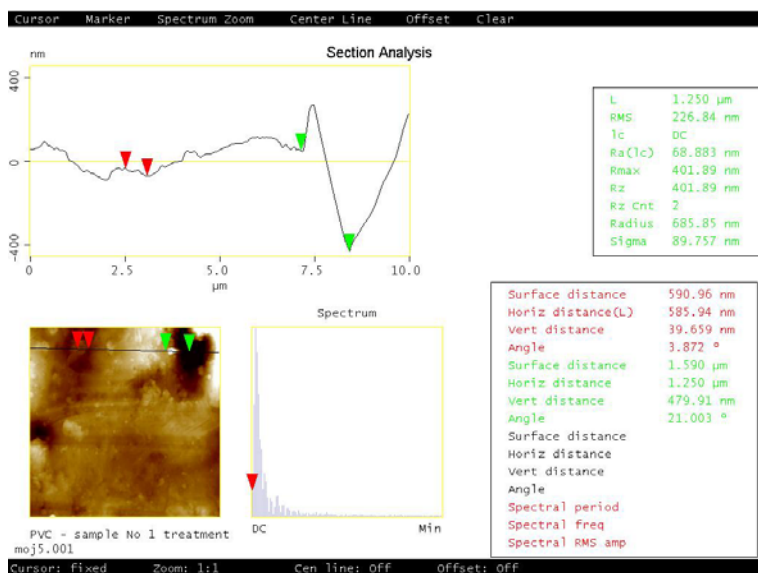 Cursor Marker Spectrum Zoom Center Line Offset Clear
Section Analysis
nm
400
0
-400
0 2.5 5.0 7.5 10.0
µm
L 1.250 µm
RMS 226.84 nm
lc DC
Ra(lc) 68.883 nm
Rmax 401.89 nm
Rz 401.89 nm
Rz Cnt 2
Radius 685.85 nm
Sigma 89.757 nm
Surface distance 590.96 nm
Horiz distance(L) 585.94 nm
Vert distance 39.659 nm
Angle 3.872 °
Surface distance 1.590 µm
Horiz distance 1.250 µm
Vert distance 479.91 nm
Angle 21.003 °
Surface distance
Horiz distance
Vert distance
Angle
Spectral period
Spectral freq
Spectral RMS amp
Spectrum
DC Min
PVC - sample No 1 treatment
moj5.001
Cursor: fixed Zoom: 1:1 Cen line: Off Offset: Off